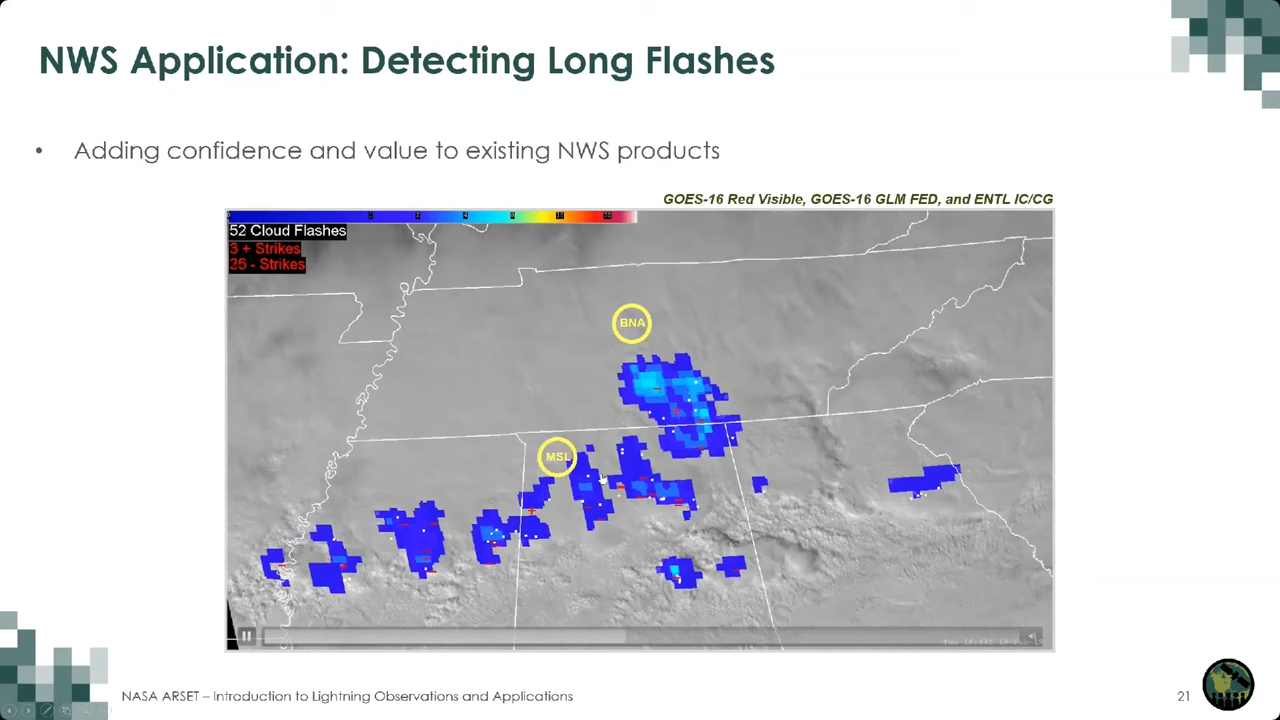 NWS Application: Detecting Long Flashes
• Adding confidence and value to existing NWS products
GOES-16 Red Visible, GOES-16 GLM FED, and ENTL IC/CG
52 Cloud Flashes
3 + Strikes
25 - Strikes
BNA
MSL
NASA ARSET – Introduction to Lightning Observations and Applications
21